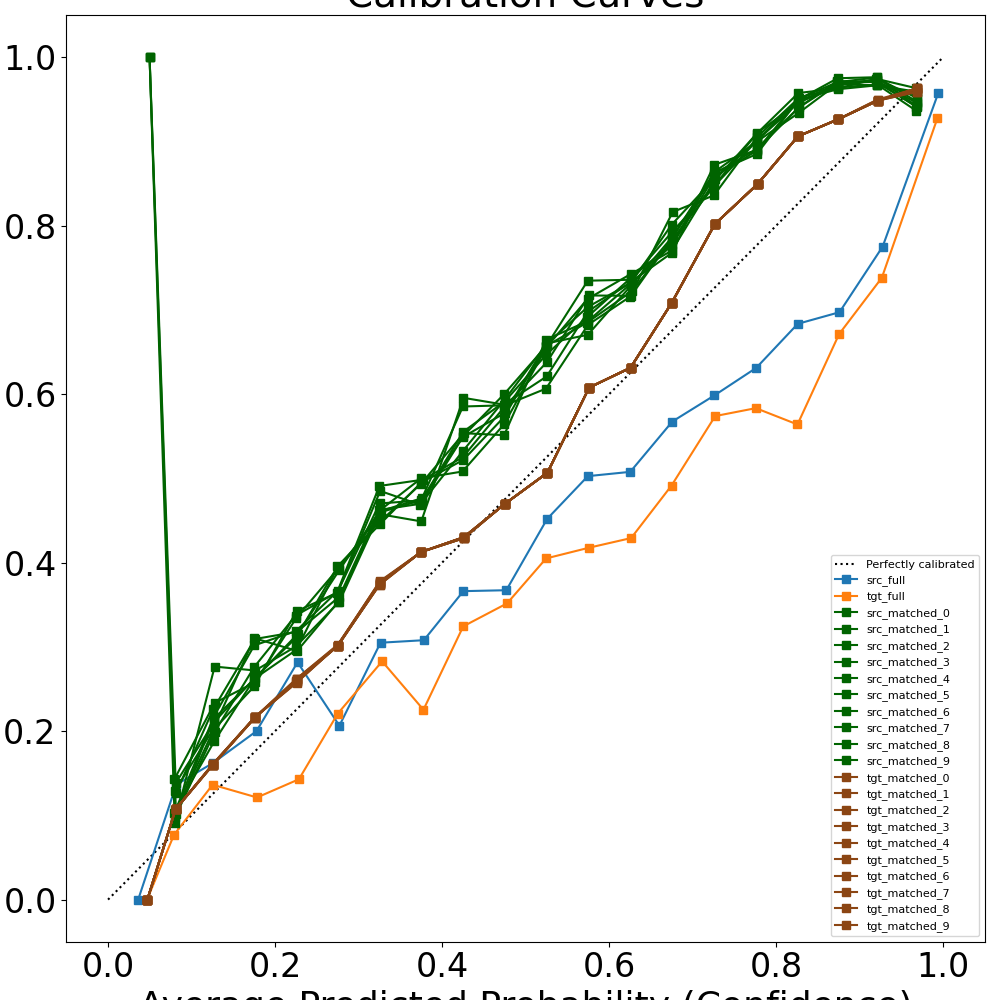 Calibration Curves
1.0
0.8
0.6
0.4
0.2
0.0
0.0 0.2 0.4 0.6 0.8 1.0
Average Predicted Probability (Confidence)
Perfectly calibrated
src_full
tgt_full
src_matched_0
src_matched_1
src_matched_2
src_matched_3
src_matched_4
src_matched_5
src_matched_6
src_matched_7
src_matched_8
src_matched_9
tgt_matched_0
tgt_matched_1
tgt_matched_2
tgt_matched_3
tgt_matched_4
tgt_matched_5
tgt_matched_6
tgt_matched_7
tgt_matched_8
tgt_matched_9